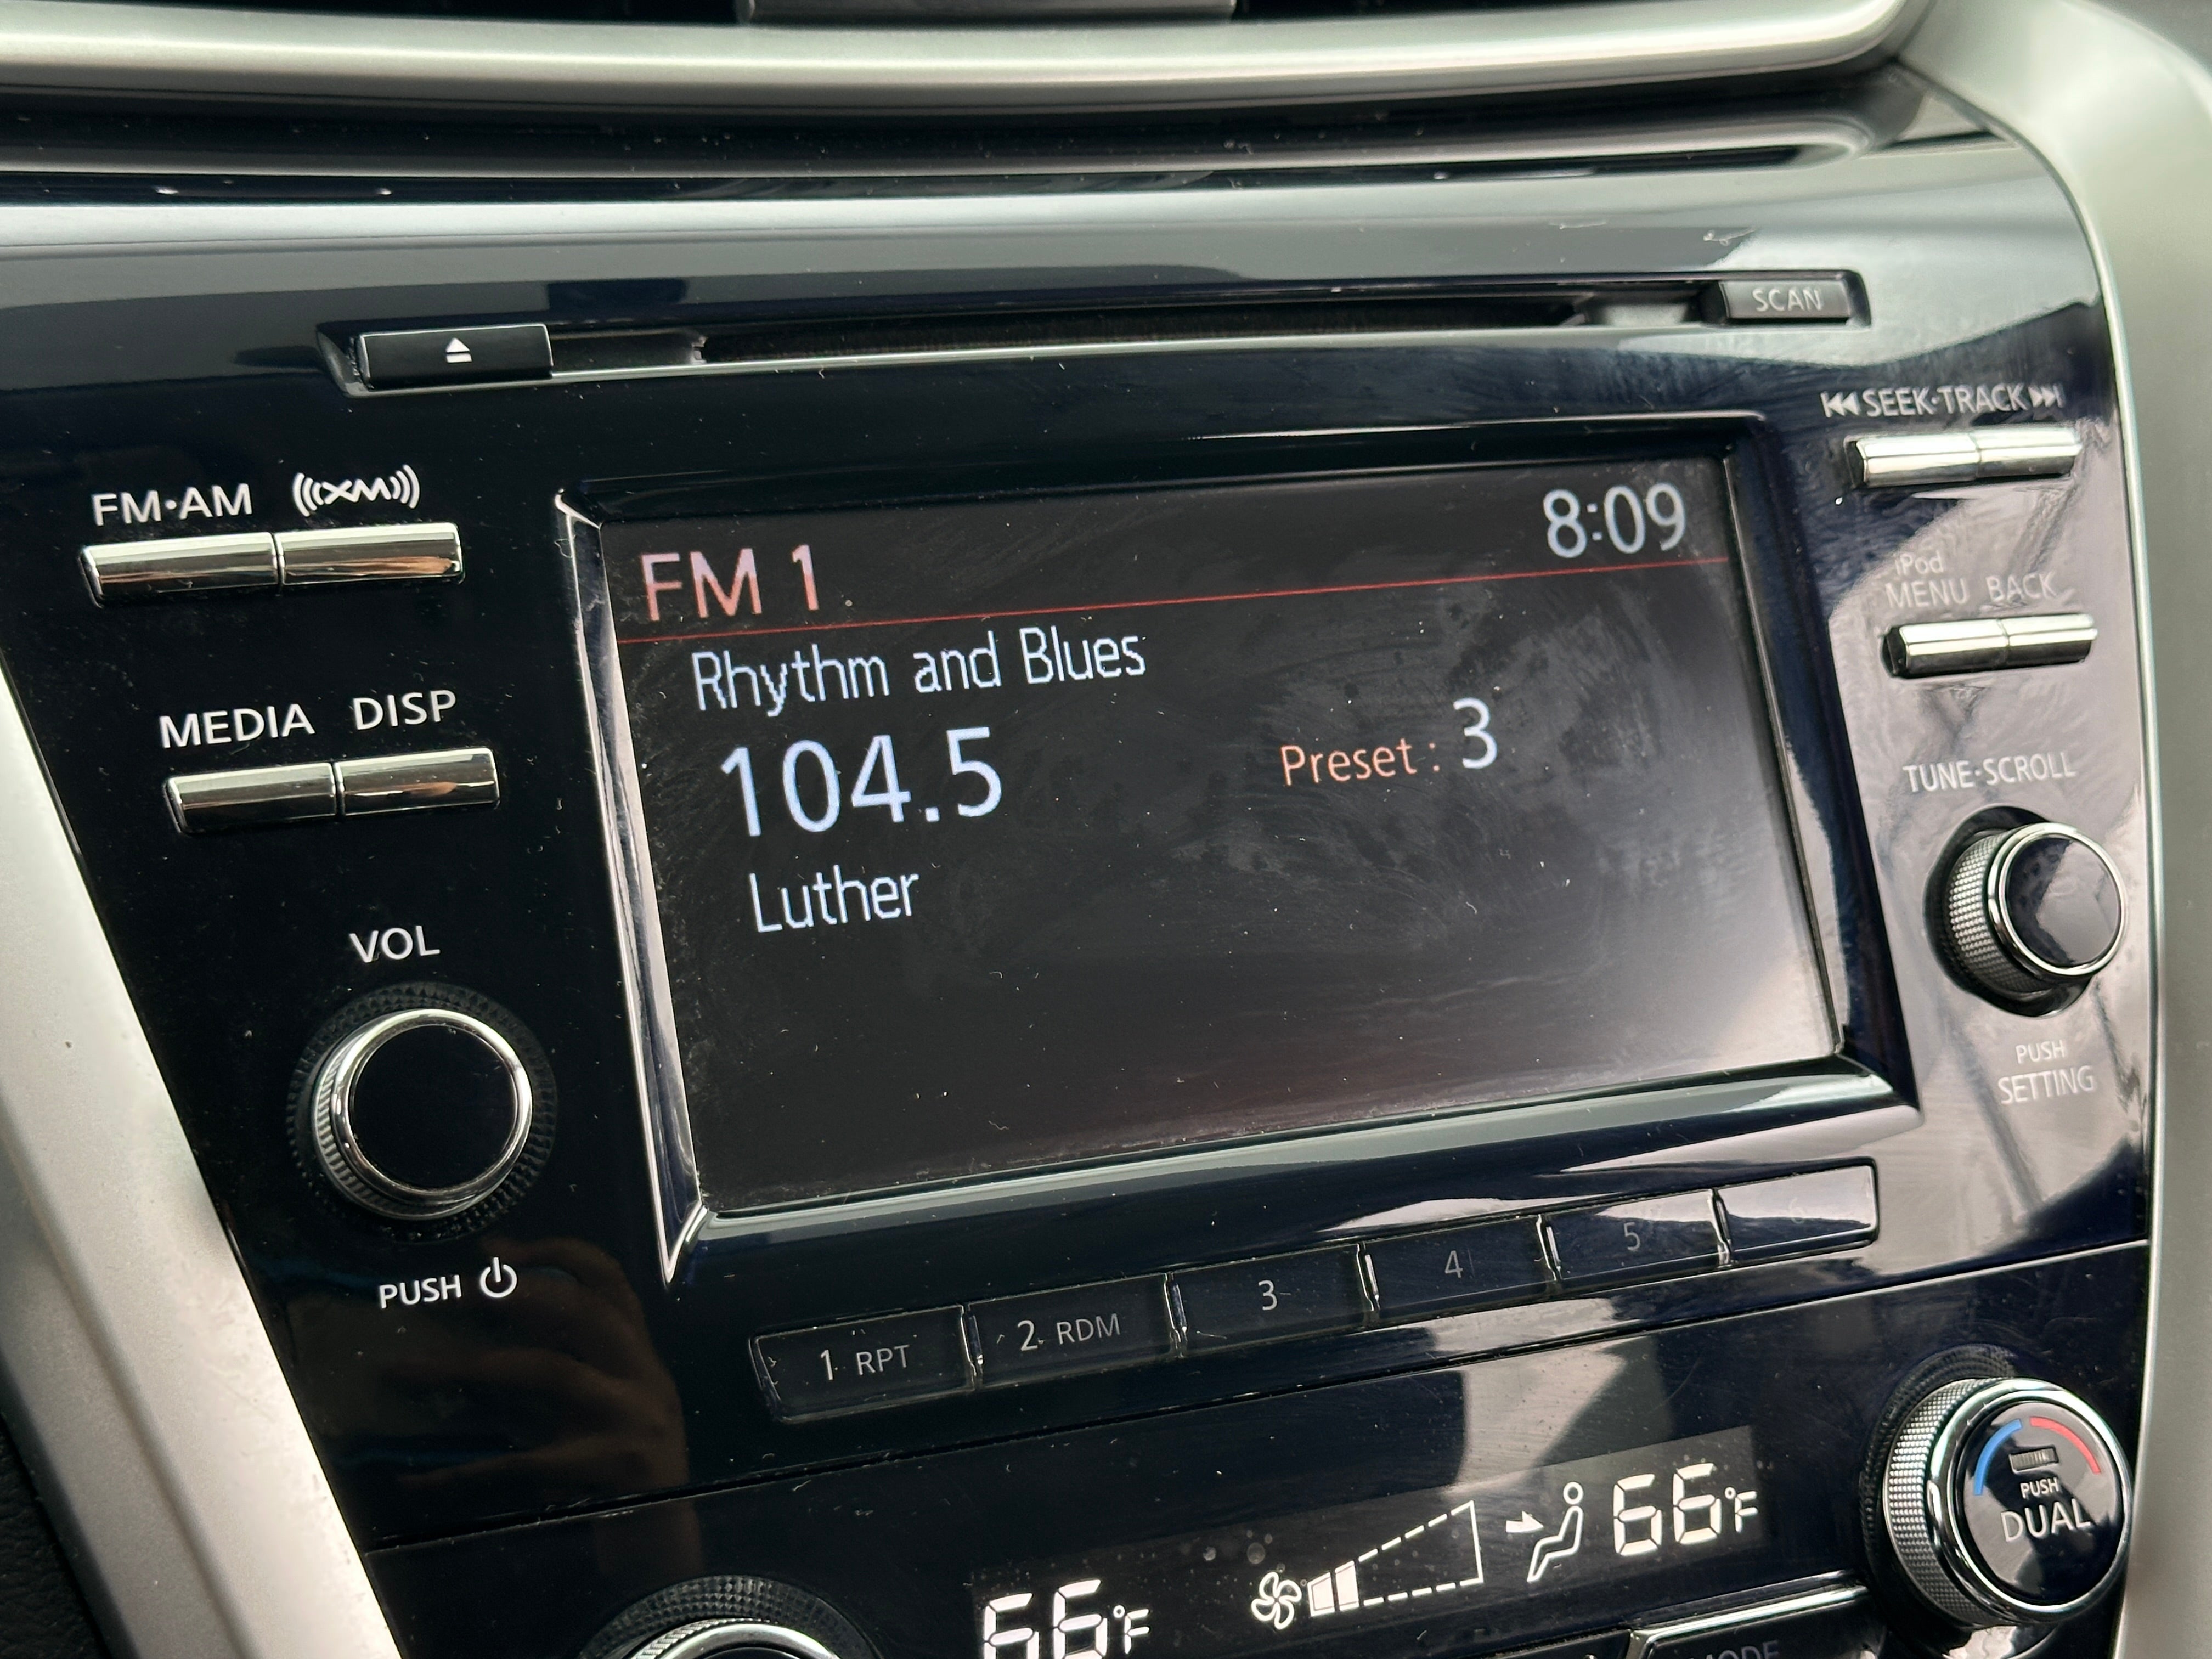 SCAN
SEEK·TRACK
FM·AM XM
8:09
FM 1
iPod
MENU BACK
Rhythm and Blues
MEDIA DISP
104.5 Preset : 3
TUNE·SCROLL
Luther
VOL
PUSH
SETTING
PUSH
1 RPT 2 RDM 3 4 5 6
66°F 66°F
PUSH
DUAL
MODE